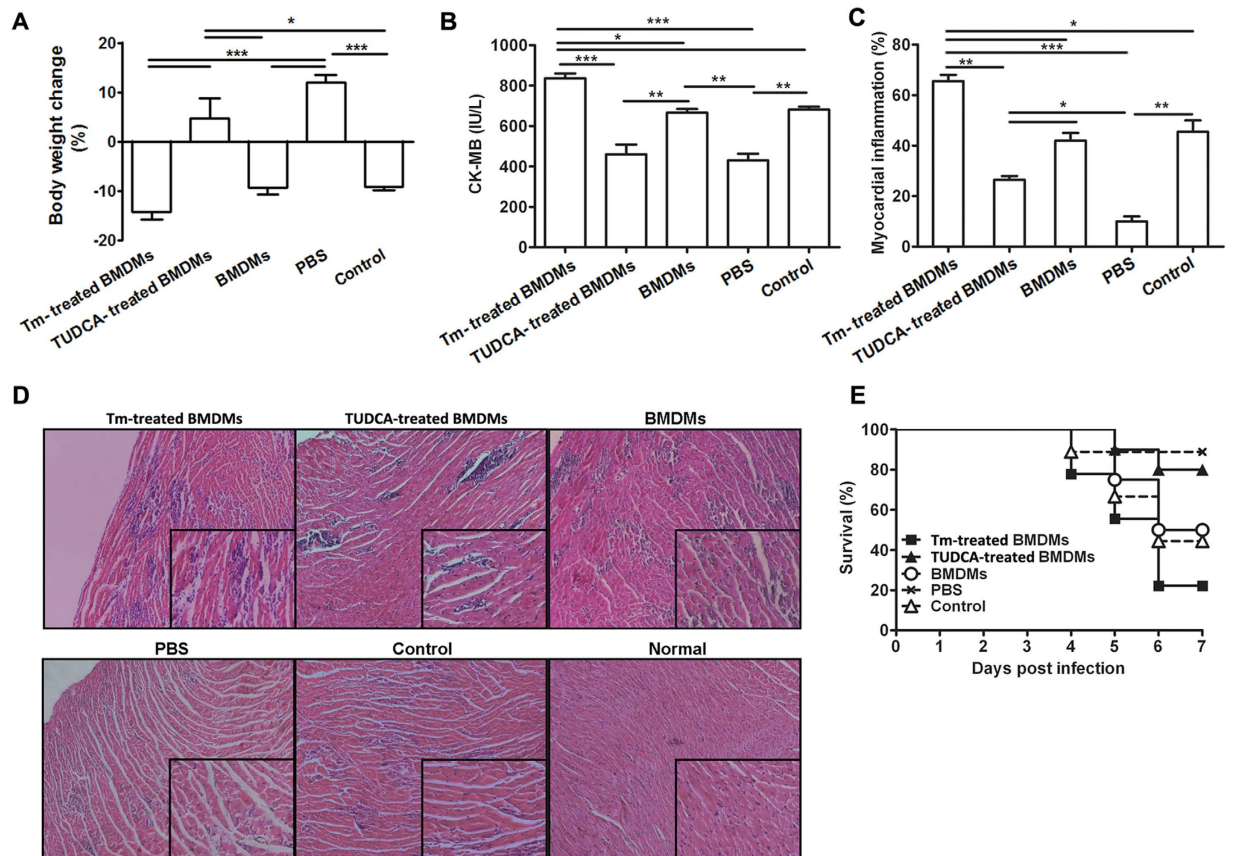 A
Body weight change
(%)
20
10
0
-10
-20
*
***
***
Tm-treated BMDMs
TUDCA-treated BMDMs
BMDMs
PBS
Control
B
CK-MB (IU/L)
1000
800
600
400
200
0
***
*
***
**
**
**
Tm- treated BMDMs
TUDCA- treated BMDMs
BMDMs
PBS
Control
C
Myocardial inflammation (%)
80
60
40
20
0
*
***
**
*
**
Tm- treated BMDMs
TUDCA- treated BMDMs
BMDMs
PBS
Control
D
Tm-treated BMDMs
TUDCA-treated BMDMs
BMDMs
PBS
Control
Normal
E
Survival (%)
100
80
60
40
20
0
Tm-treated BMDMs
TUDCA-treated BMDMs
BMDMs
PBS
Control
0 1 2 3 4 5 6 7
Days post infection